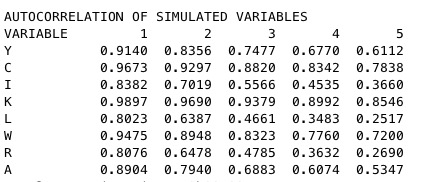 AUTOCORRELATION OF SIMULATED VARIABLES
VARIABLE 1 2 3 4 5
Y 0.9140 0.8356 0.7477 0.6770 0.6112
C 0.9673 0.9297 0.8820 0.8342 0.7838
I 0.8382 0.7019 0.5566 0.4535 0.3660
K 0.9897 0.9690 0.9379 0.8992 0.8546
L 0.8023 0.6387 0.4661 0.3483 0.2517
W 0.9475 0.8948 0.8323 0.7760 0.7200
R 0.8076 0.6478 0.4785 0.3632 0.2690
A 0.8904 0.7940 0.6883 0.6074 0.5347